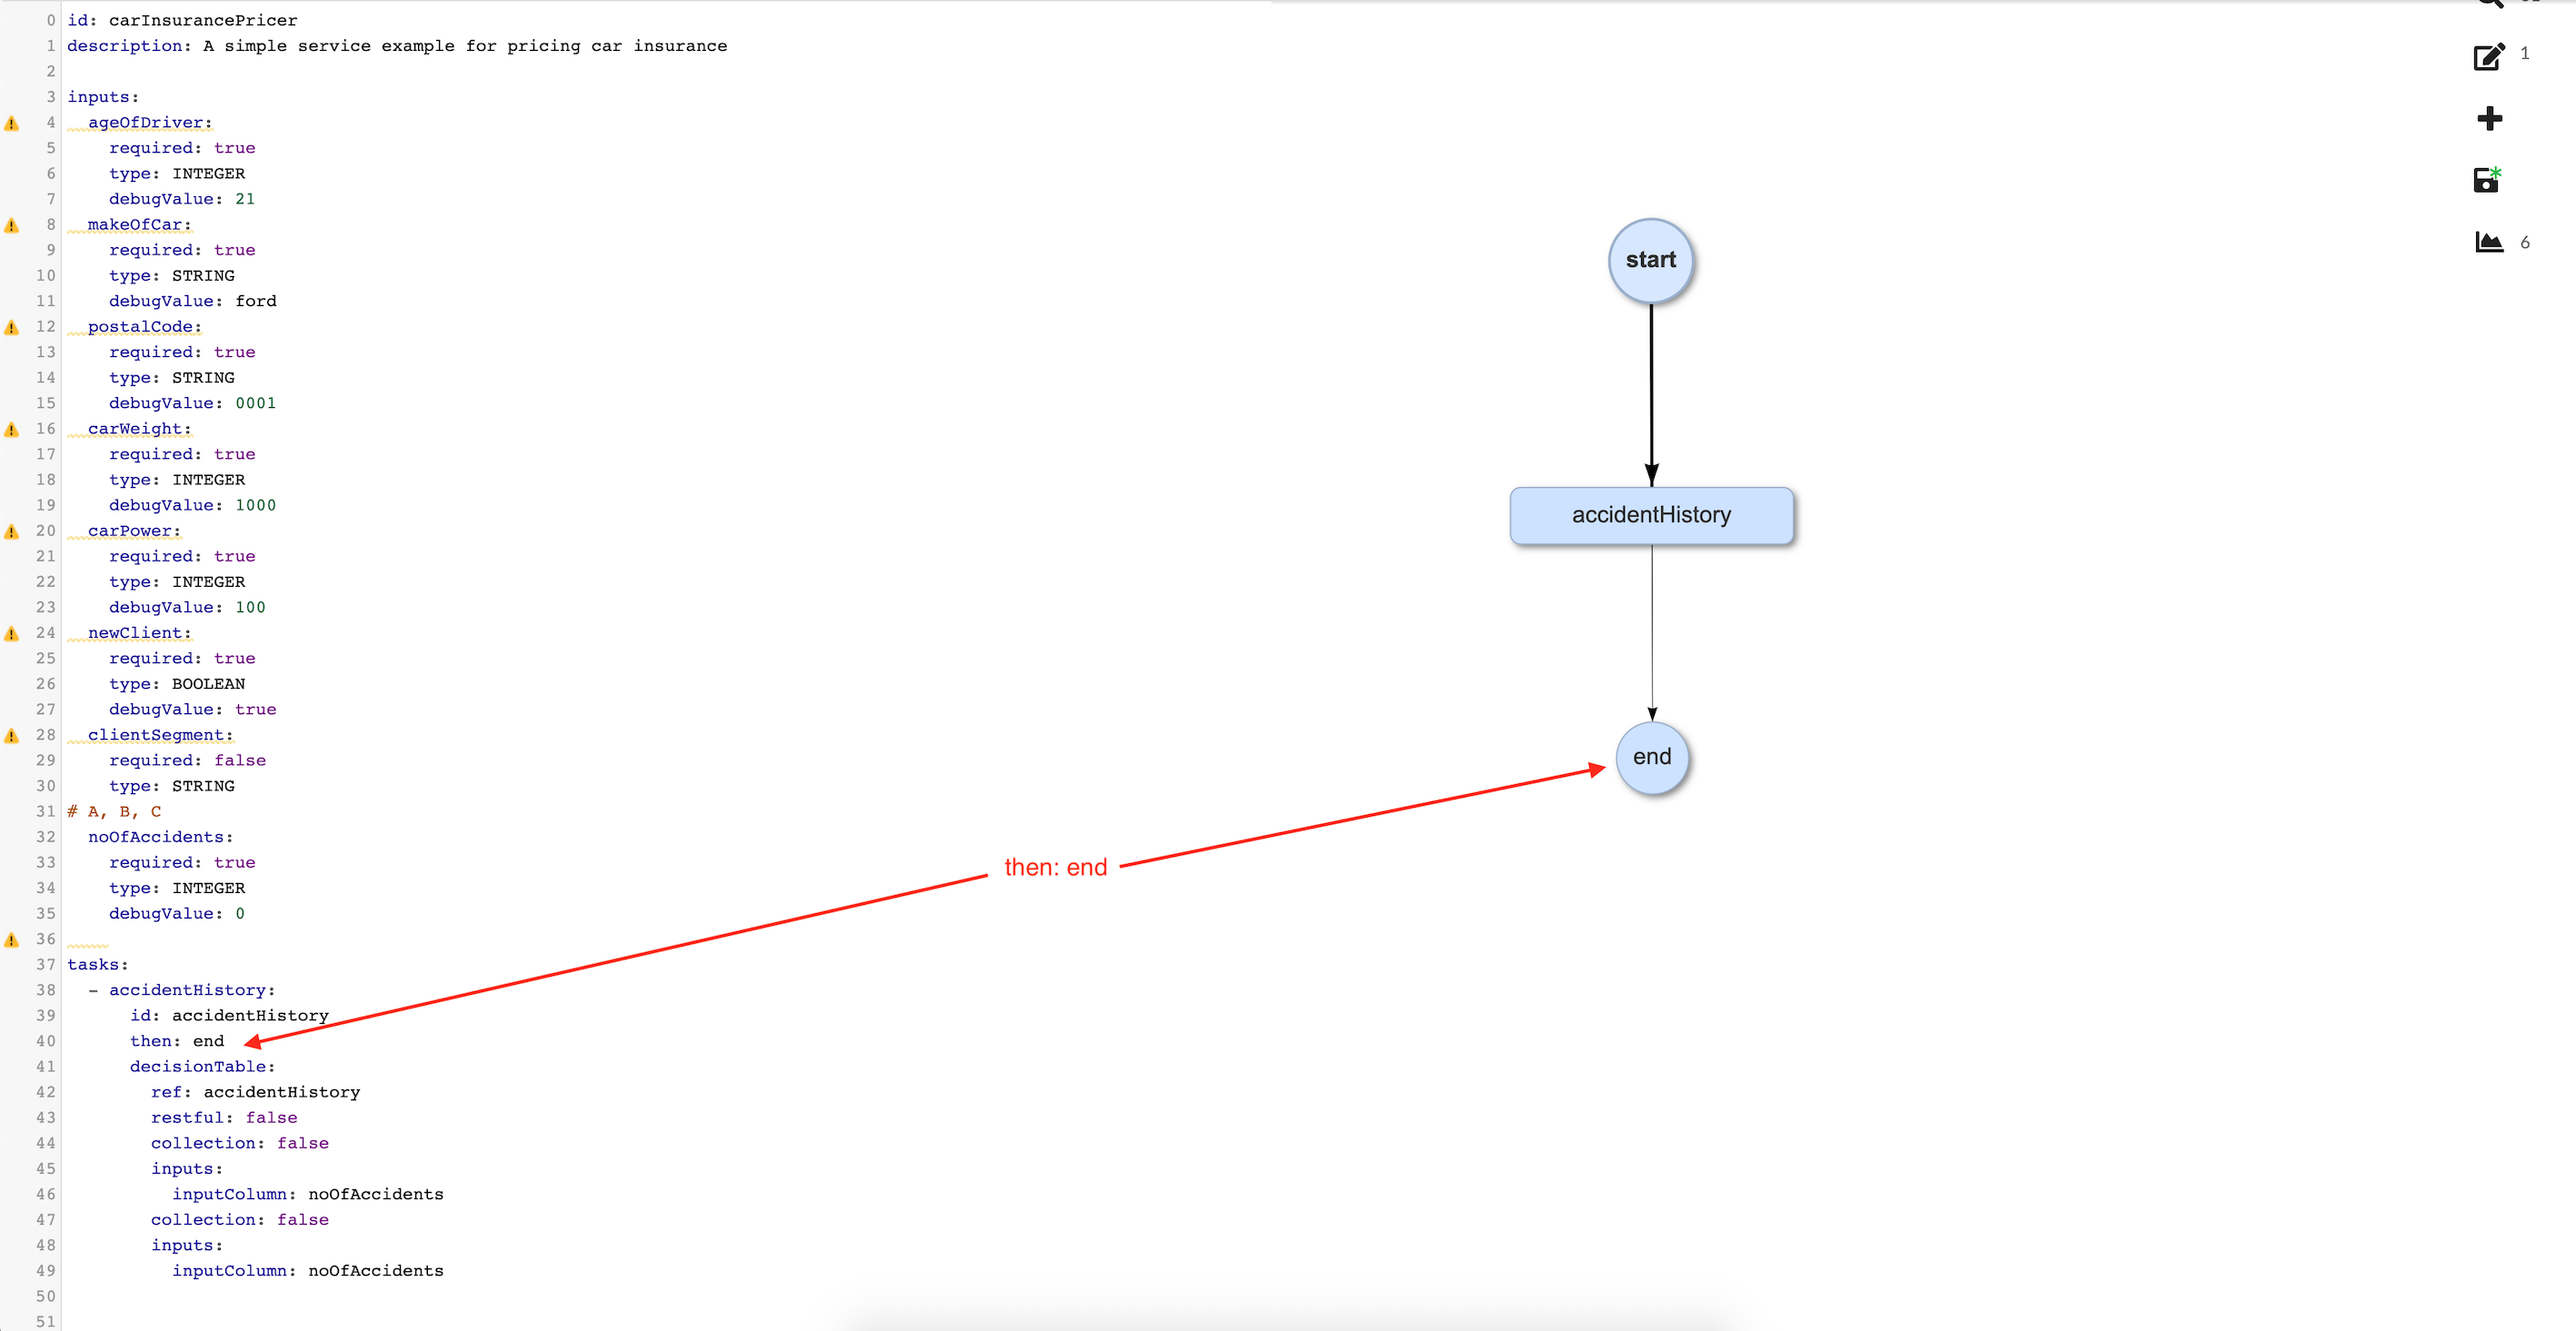 0 id: carInsurancePricer
1 description: A simple service example for pricing car insurance
2
3 inputs:
4 ageOfDriver:
5 required: true
6 type: INTEGER
7 debugValue: 21
8 makeOfCar:
9 required: true
10 type: STRING
11 debugValue: ford
12 postalCode:
13 required: true
14 type: STRING
15 debugValue: 0001
16 carWeight:
17 required: true
18 type: INTEGER
19 debugValue: 1000
20 carPower:
21 required: true
22 type: INTEGER
23 debugValue: 100
24 newClient:
25 required: true
26 type: BOOLEAN
27 debugValue: true
28 clientSegment:
29 required: false
30 type: STRING
31 # A, B, C
32 noOfAccidents:
33 required: true
34 type: INTEGER
35 debugValue: 0
36
37 tasks:
38 - accidentHistory:
39 id: accidentHistory
40 then: end
41 decisionTable:
42 ref: accidentHistory
43 restful: false
44 collection: false
45 inputs:
46 inputColumn: noOfAccidents
47 collection: false
48 inputs:
49 inputColumn: noOfAccidents
50
51
then: end
start
accidentHistory
end
1
6